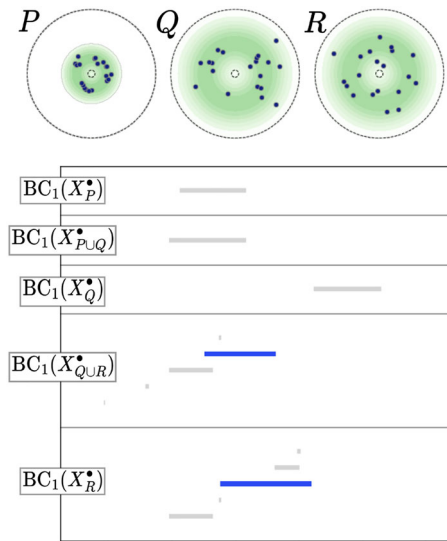 P Q R
BC₁(X•P)
BC₁(X•P∪Q)
BC₁(X•Q)
BC₁(X•Q∪R)
BC₁(X•R)